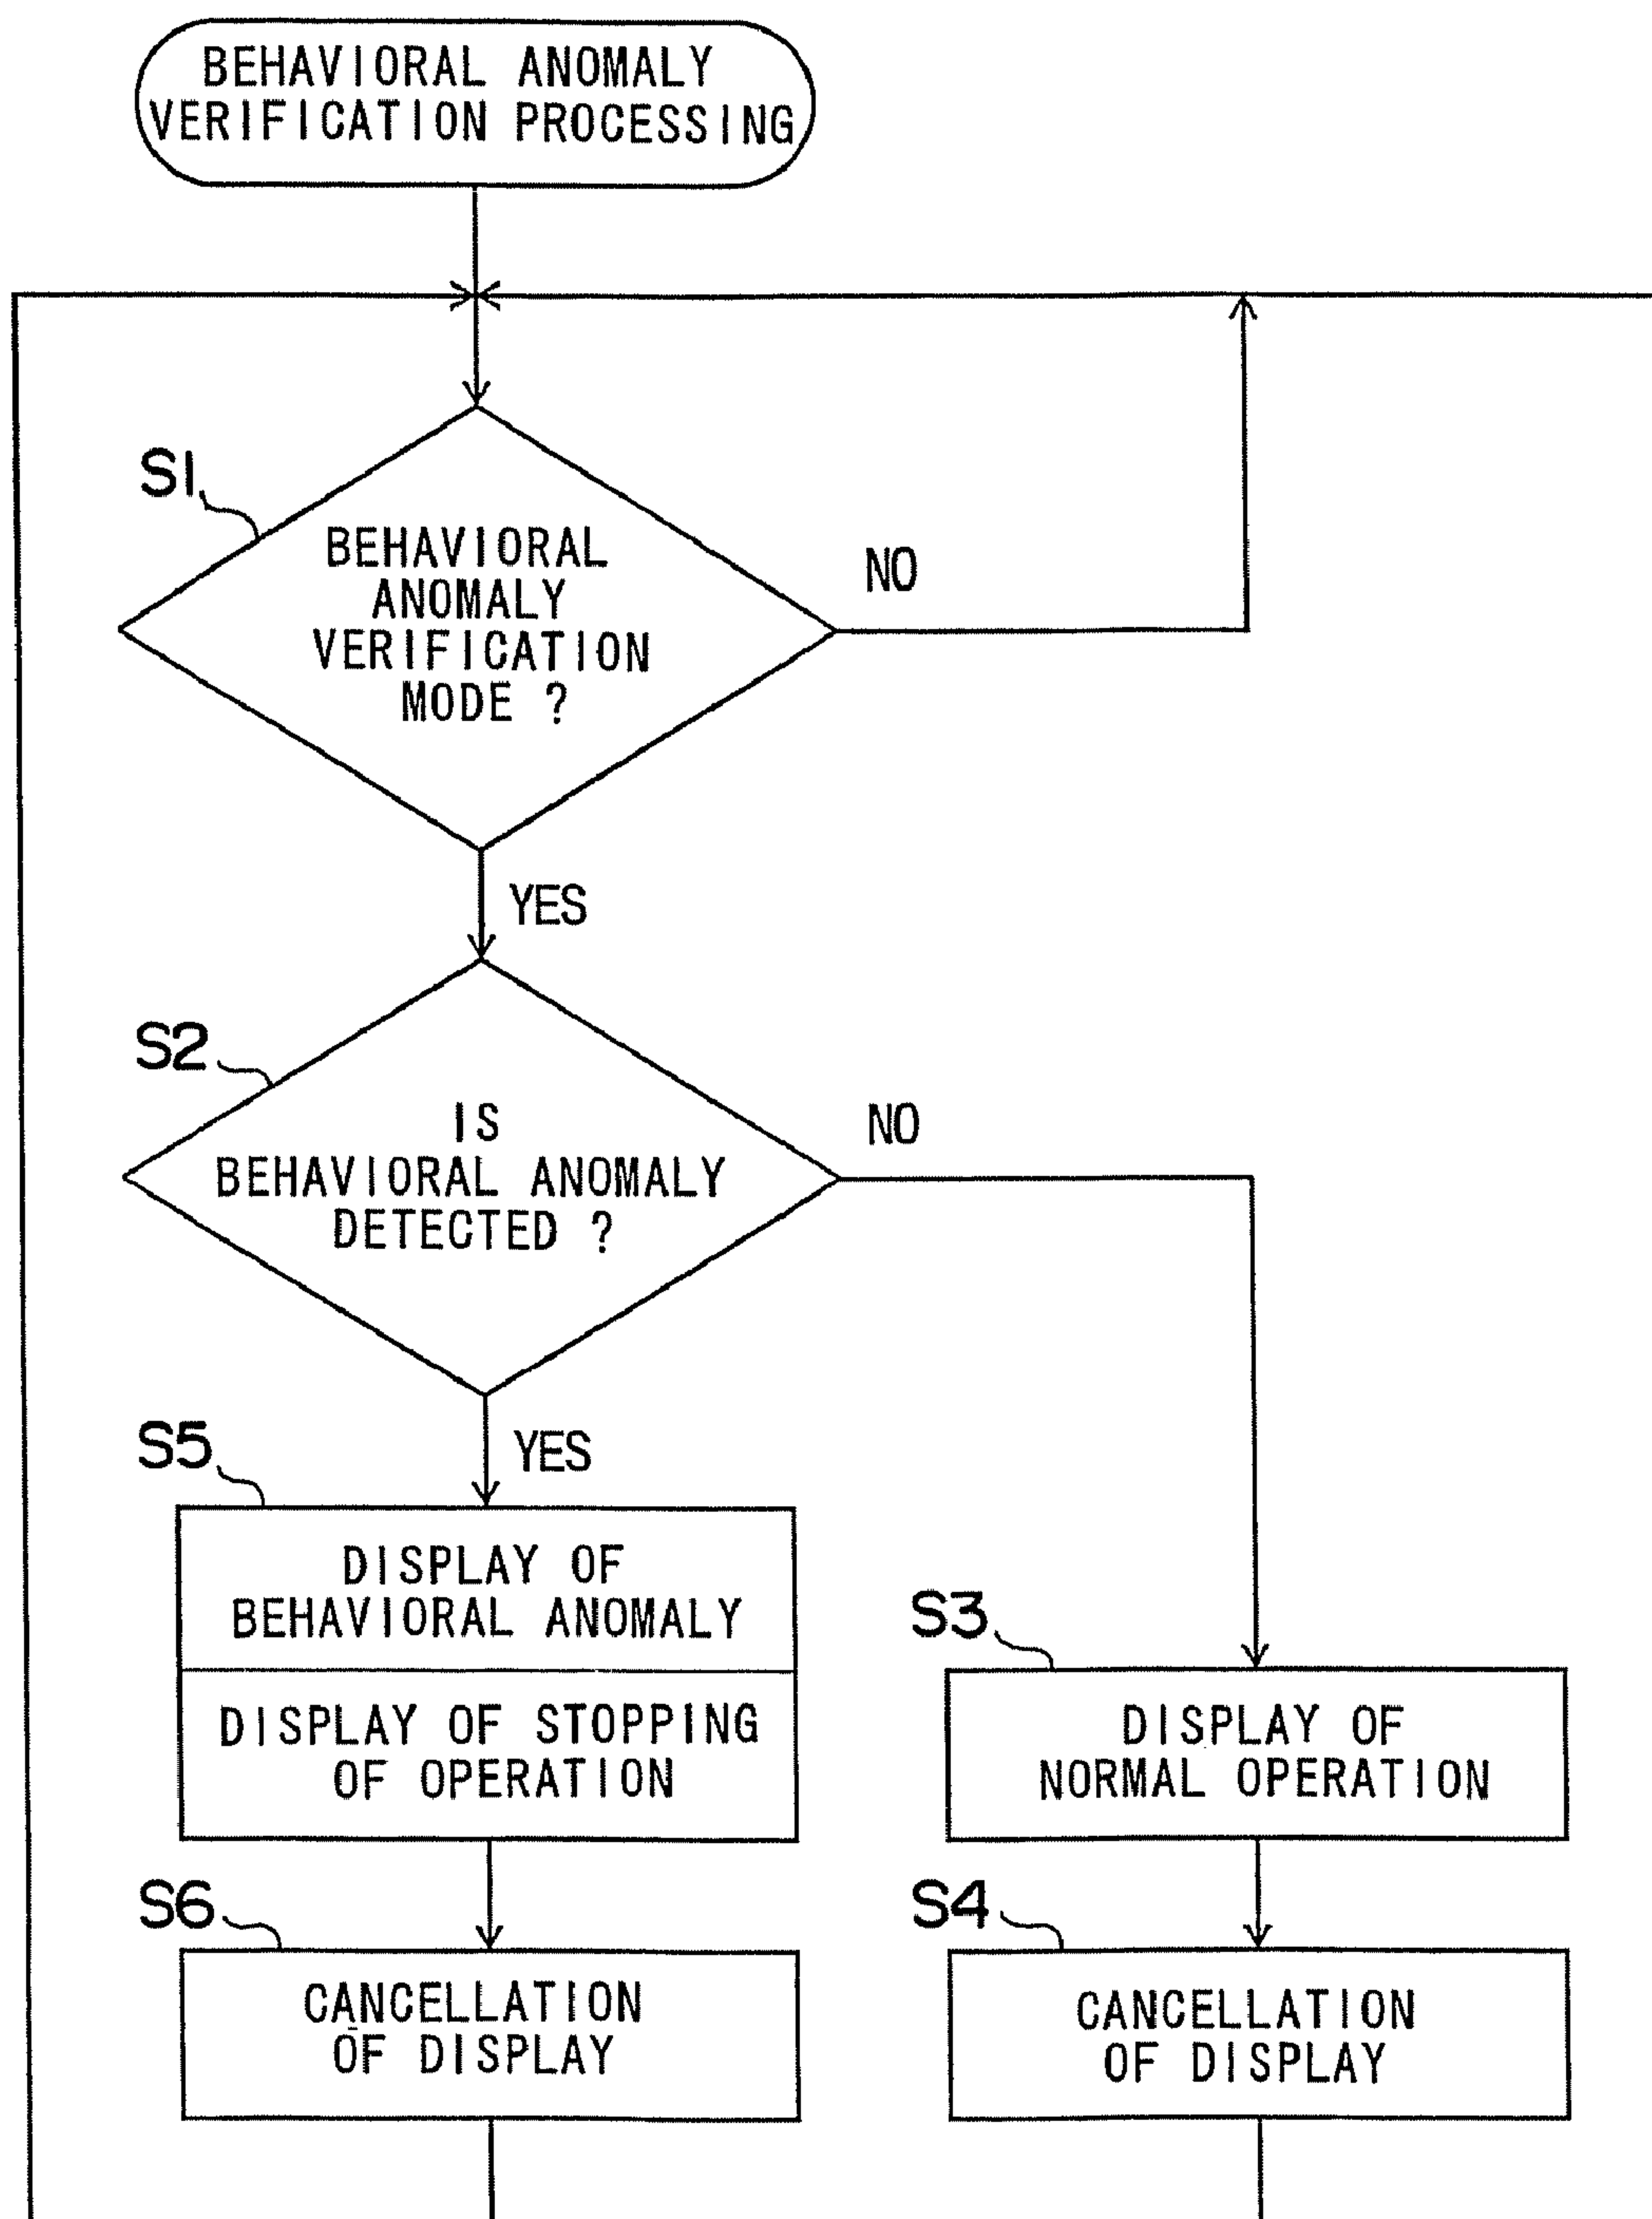 BEHAVIORAL ANOMALY
VERIFICATION PROCESSING
S1
BEHAVIORAL
ANOMALY
VERIFICATION
MODE ?
NO
YES
S2
IS
BEHAVIORAL ANOMALY
DETECTED ?
NO
YES
S5
DISPLAY OF
BEHAVIORAL ANOMALY
DISPLAY OF STOPPING
OF OPERATION
S3
DISPLAY OF
NORMAL OPERATION
S6
CANCELLATION
OF DISPLAY
S4
CANCELLATION
OF DISPLAY